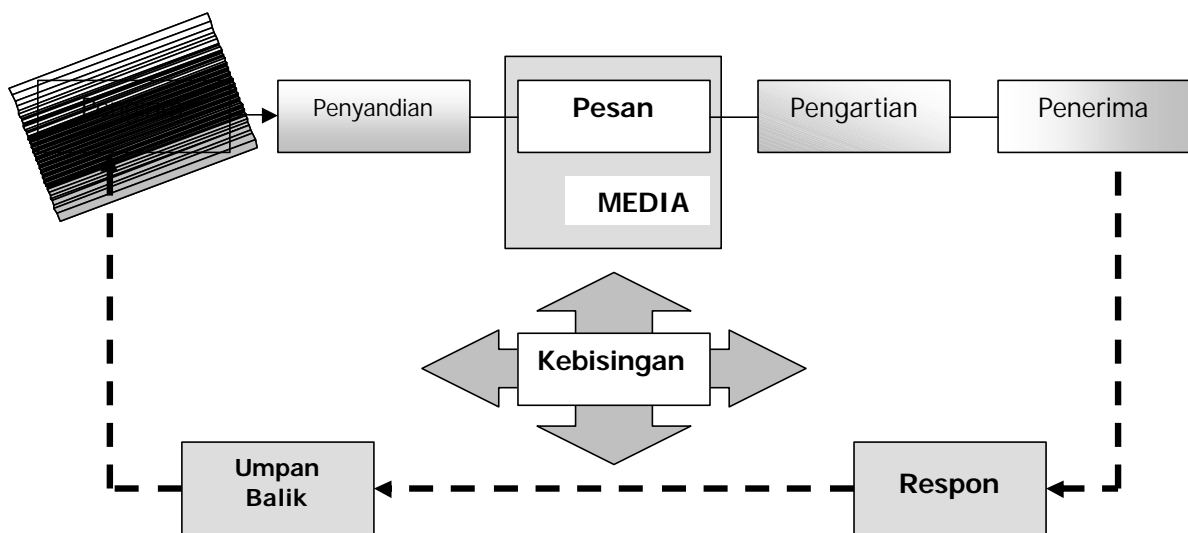 Penyandian
Pesan
Pengartian
Penerima
MEDIA
Kebisingan
Umpan
Balik
Respon